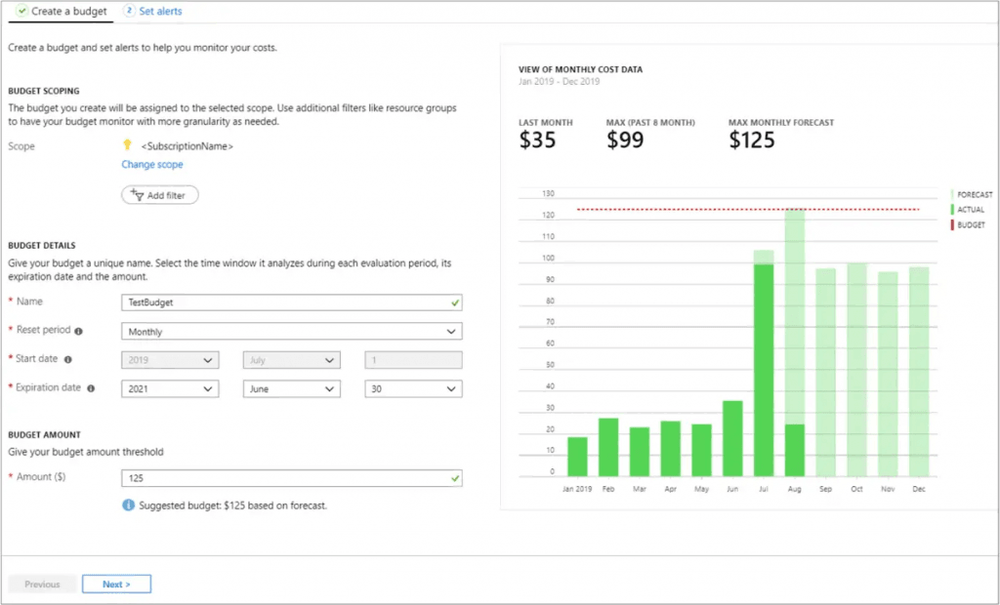 Create a budget
2 Set alerts
Create a budget and set alerts to help you monitor your costs.
BUDGET SCOPING
The budget you create will be assigned to the selected scope. Use additional filters like resource groups
to have your budget monitor with more granularity as needed.
Scope
<SubscriptionName>
Change scope
Add filter
BUDGET DETAILS
Give your budget a unique name. Select the time window it analyzes during each evaluation period, its
expiration date and the amount.
* Name
TestBudget
* Reset period
Monthly
* Start date
2019
July
1
* Expiration date
2021
June
30
BUDGET AMOUNT
Give your budget amount threshold
* Amount ($)
125
Suggested budget: $125 based on forecast.
Previous
Next >
VIEW OF MONTHLY COST DATA
Jan 2019 - Dec 2019
LAST MONTH
$35
MAX (PAST 8 MONTH)
$99
MAX MONTHLY FORECAST
$125
130
120
110
100
90
80
70
60
50
40
30
20
10
0
Jan 2019 Feb Mar Apr May Jun Jul Aug Sep Oct Nov Dec
FORECAST
ACTUAL
BUDGET